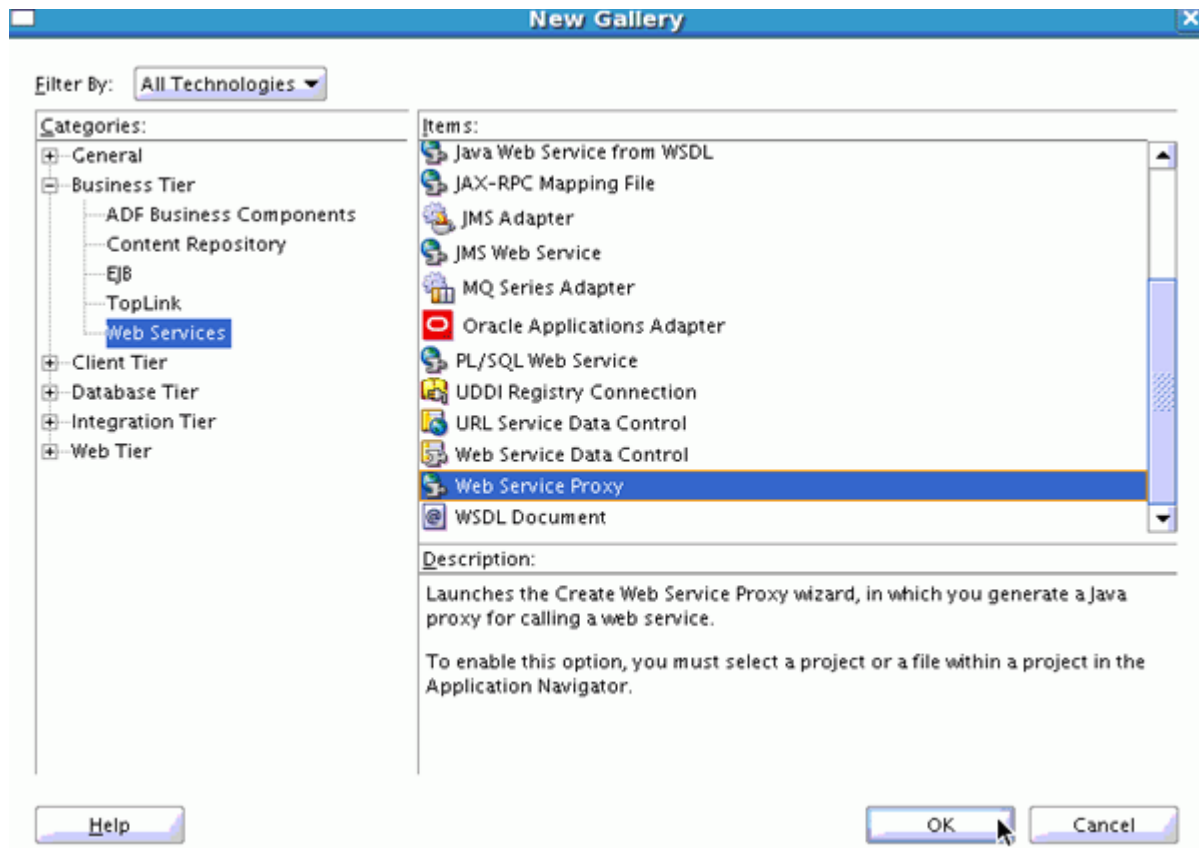 New Gallery
Filter By: All Technologies
Categories:
General
Business Tier
ADF Business Components
Content Repository
EJB
TopLink
Web Services
Client Tier
Database Tier
Integration Tier
Web Tier
Items:
Java Web Service from WSDL
JAX-RPC Mapping File
JMS Adapter
JMS Web Service
MQ Series Adapter
Oracle Applications Adapter
PL/SQL Web Service
UDDI Registry Connection
URL Service Data Control
Web Service Data Control
Web Service Proxy
WSDL Document
Description:
Launches the Create Web Service Proxy wizard, in which you generate a Java
proxy for calling a web service.
To enable this option, you must select a project or a file within a project in the
Application Navigator.
Help
OK
Cancel